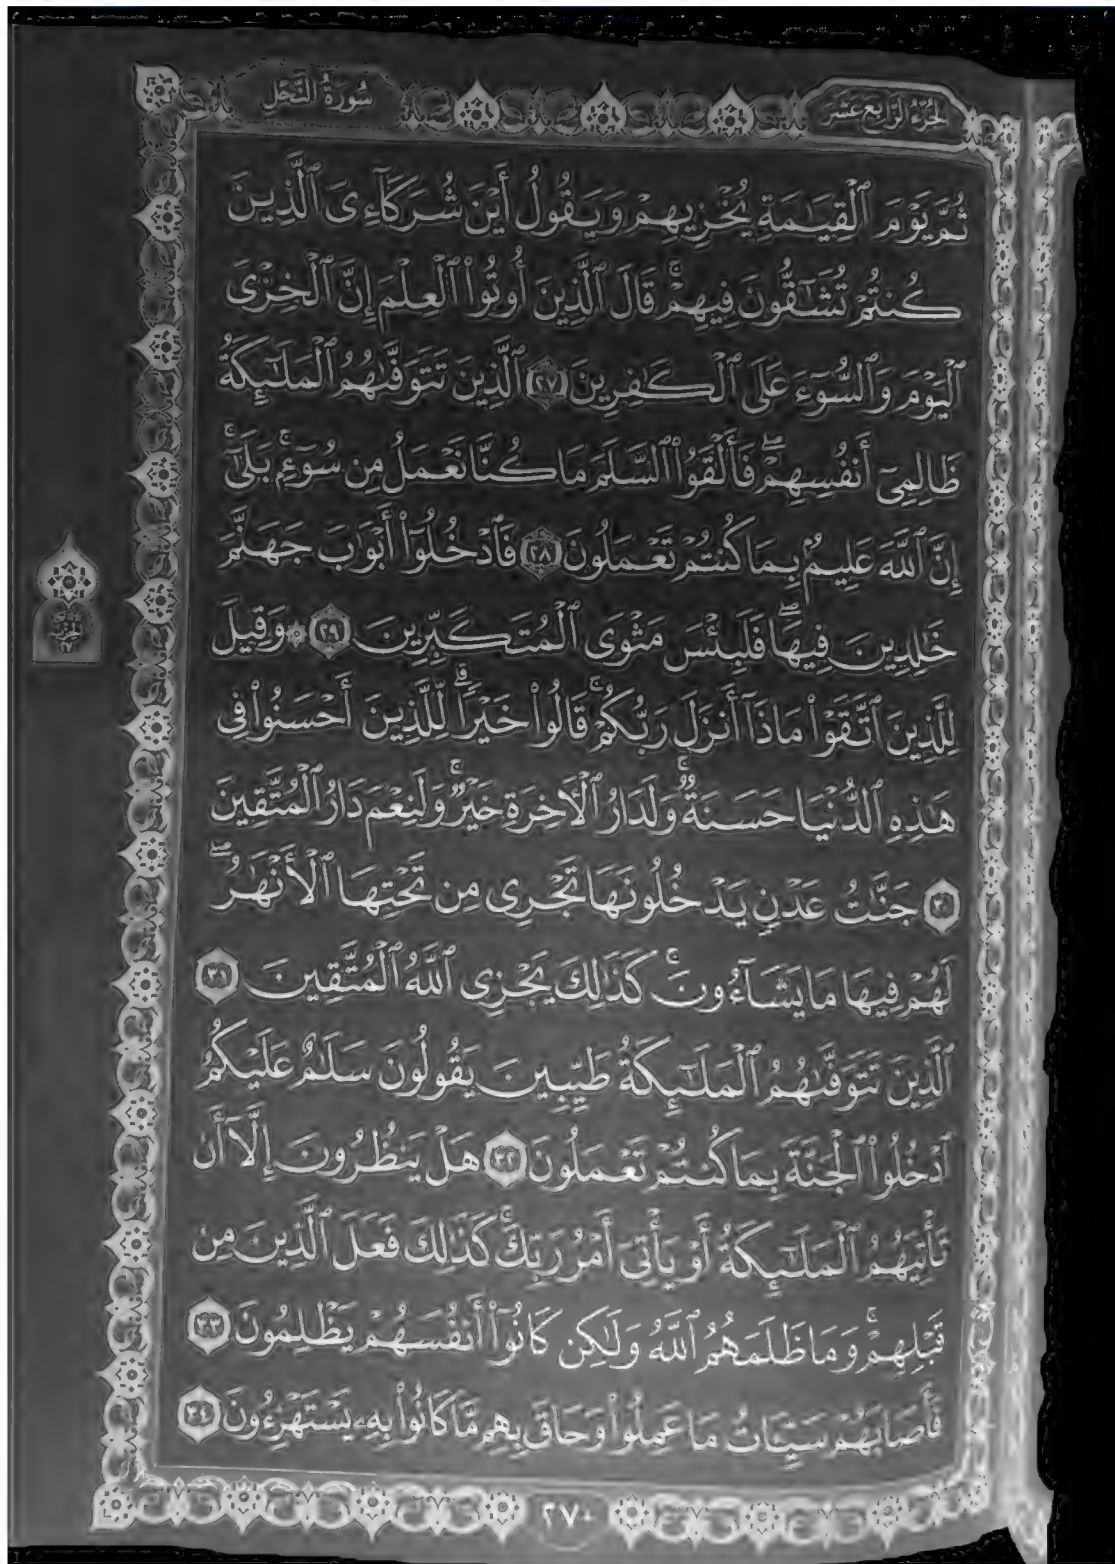 الجزء الرابع عشر
سورة النحل
ثُمَّ يَوْمَ ٱلْقِيَـٰمَةِ يُخْزِيهِمْ وَيَقُولُ أَيْنَ شُرَكَآءِىَ ٱلَّذِينَ
كُنتُمْ تُشَـٰٓقُّونَ فِيهِمْ ۚ قَالَ ٱلَّذِينَ أُوتُوا۟ ٱلْعِلْمَ إِنَّ ٱلْخِزْىَ
ٱلْيَوْمَ وَٱلسُّوٓءَ عَلَى ٱلْكَـٰفِرِينَ ٢٧ ٱلَّذِينَ تَتَوَفَّىٰهُمُ ٱلْمَلَـٰٓئِكَةُ
ظَالِمِىٓ أَنفُسِهِمْ ۖ فَأَلْقَوُا۟ ٱلسَّلَمَ مَا كُنَّا نَعْمَلُ مِن سُوٓءٍۭ ۚ بَلَىٰٓ ۚ
إِنَّ ٱللَّهَ عَلِيمٌۢ بِمَا كُنتُمْ تَعْمَلُونَ ٢٨ فَٱدْخُلُوٓا۟ أَبْوَٰبَ جَهَنَّمَ
خَـٰلِدِينَ فِيهَا ۖ فَلَبِئْسَ مَثْوَى ٱلْمُتَكَبِّرِينَ ٢٩ ۞ وَقِيلَ
لِلَّذِينَ ٱتَّقَوْا۟ مَاذَآ أَنزَلَ رَبُّكُمْ ۚ قَالُوا۟ خَيْرًا ۗ لِّلَّذِينَ أَحْسَنُوا۟ فِى
هَـٰذِهِ ٱلدُّنْيَا حَسَنَةٌ ۚ وَلَدَارُ ٱلْـَٔاخِرَةِ خَيْرٌ ۚ وَلَنِعْمَ دَارُ ٱلْمُتَّقِينَ
٣٠ جَنَّـٰتُ عَدْنٍ يَدْخُلُونَهَا تَجْرِى مِن تَحْتِهَا ٱلْأَنْهَـٰرُ ۖ
لَهُمْ فِيهَا مَا يَشَآءُونَ ۚ كَذَٰلِكَ يَجْزِى ٱللَّهُ ٱلْمُتَّقِينَ ٣١
ٱلَّذِينَ تَتَوَفَّىٰهُمُ ٱلْمَلَـٰٓئِكَةُ طَيِّبِينَ يَقُولُونَ سَلَـٰمٌ عَلَيْكُمُ
ٱدْخُلُوا۟ ٱلْجَنَّةَ بِمَا كُنتُمْ تَعْمَلُونَ ٣٢ هَلْ يَنظُرُونَ إِلَّآ أَن
تَأْتِيَهُمُ ٱلْمَلَـٰٓئِكَةُ أَوْ يَأْتِىَ أَمْرُ رَبِّكَ ۚ كَذَٰلِكَ فَعَلَ ٱلَّذِينَ مِن
قَبْلِهِمْ ۚ وَمَا ظَلَمَهُمُ ٱللَّهُ وَلَـٰكِن كَانُوٓا۟ أَنفُسَهُمْ يَظْلِمُونَ ٣٣
فَأَصَابَهُمْ سَيِّـَٔاتُ مَا عَمِلُوا۟ وَحَاقَ بِهِم مَّا كَانُوا۟ بِهِۦ يَسْتَهْزِءُونَ ٣٤
٢٧٠